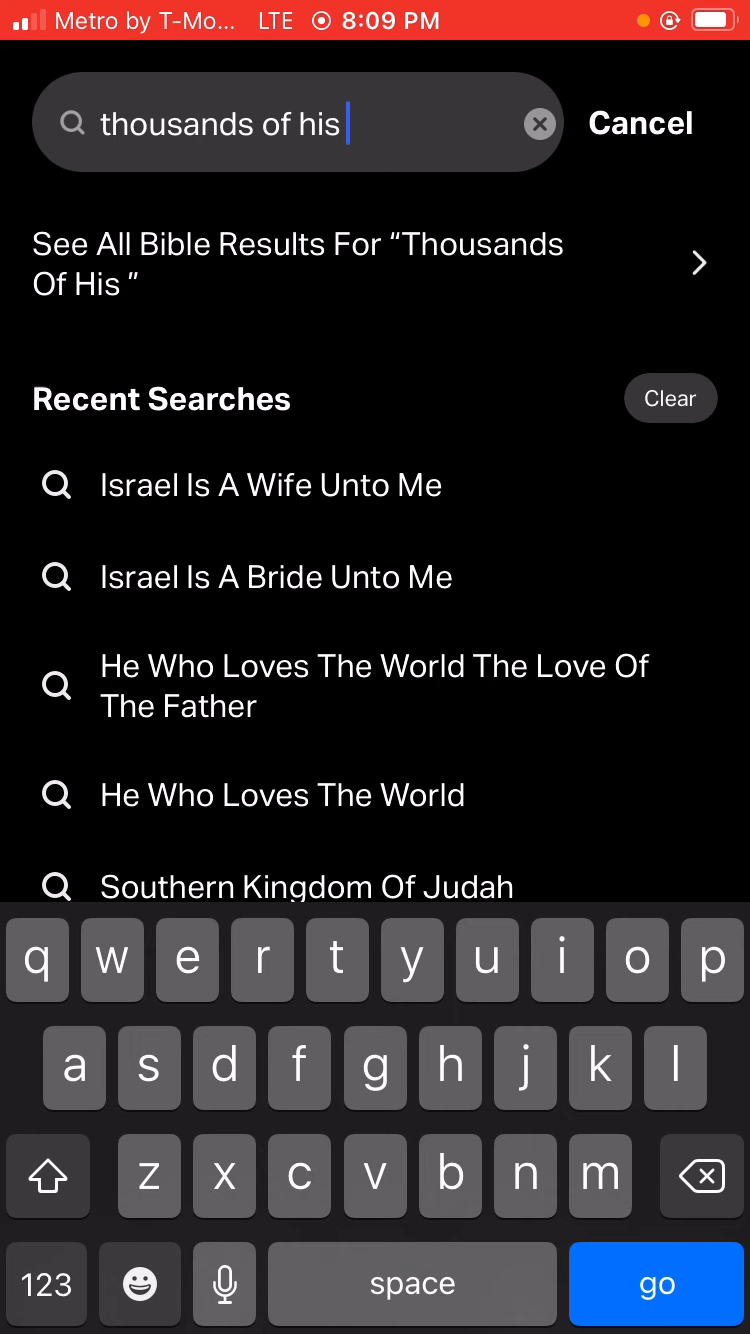 Metro by T-Mo... LTE 8:09 PM
thousands of his
Cancel
See All Bible Results For “Thousands
Of His ”
Recent Searches
Clear
Israel Is A Wife Unto Me
Israel Is A Bride Unto Me
He Who Loves The World The Love Of
The Father
He Who Loves The World
Southern Kingdom Of Judah
q w e r t y u i o p
a s d f g h j k l
z x c v b n m
123 space go